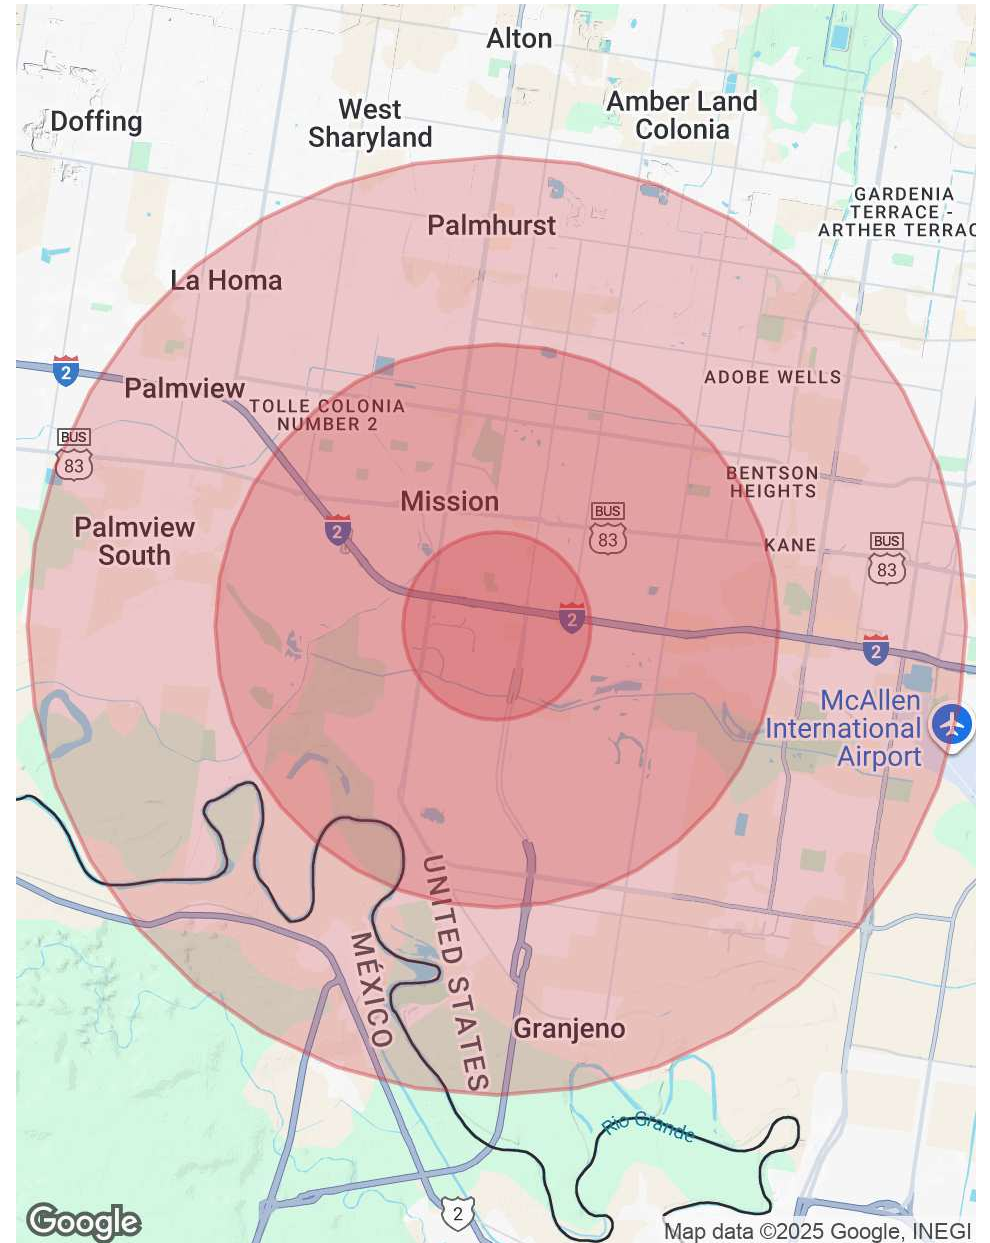 Alton
Doffing
West
Sharyland
Amber Land
Colonia
GARDENIA
TERRACE -
ARTHER TERRAC
Palmhurst
La Homa
2
Palmview
TOLLE COLONIA
NUMBER 2
ADOBE WELLS
BUS
83
BENTSON
HEIGHTS
Mission
BUS
83
2
Palmview
South
KANE
BUS
83
2
2
McAllen
International
Airport
UNITED STATES
MÉXICO
Granjeno
Rio Grande
2
Google
Map data ©2025 Google, INEGI